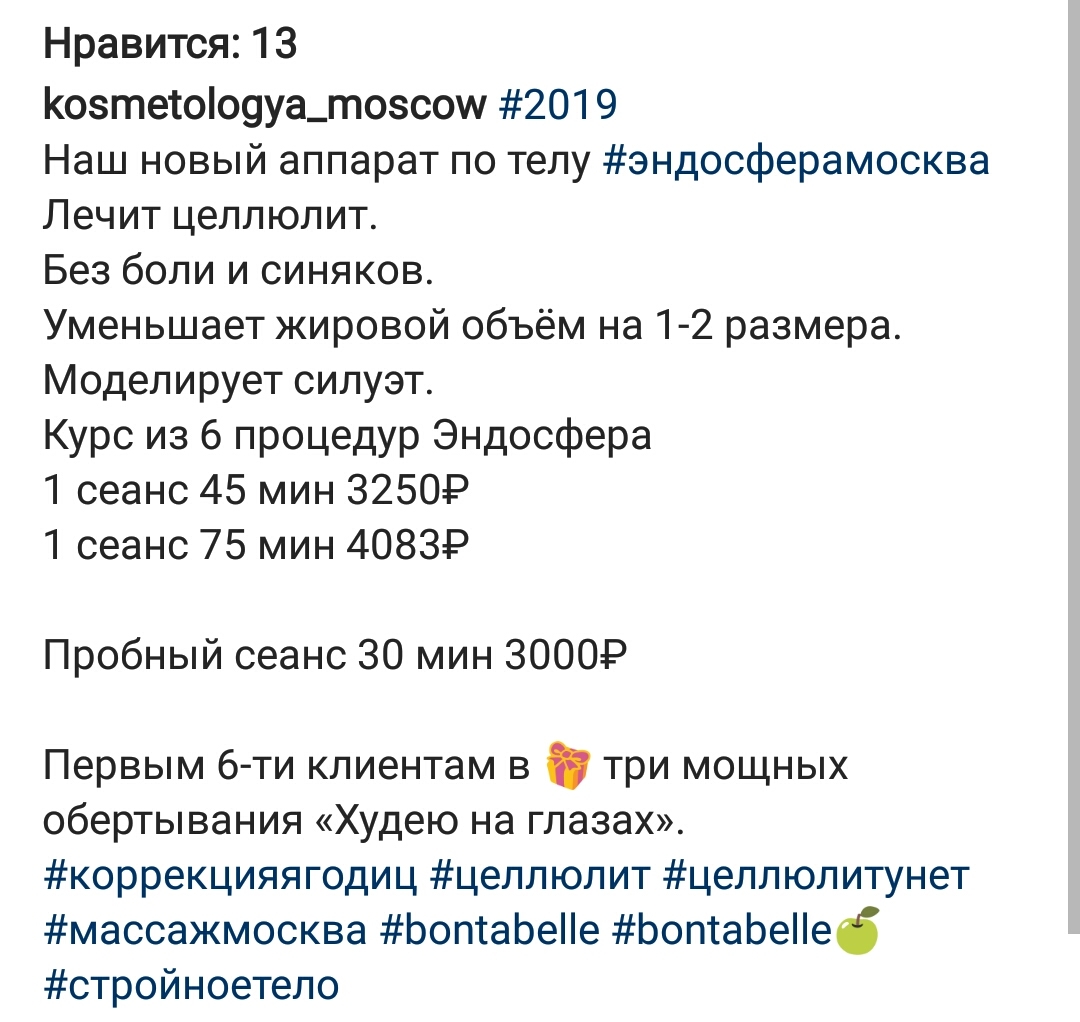 Нравится: 13
kosmetologya_moscow #2019
Наш новый аппарат по телу #эндосферамосква
Лечит целлюлит.
Без боли и синяков.
Уменьшает жировой объём на 1-2 размера.
Моделирует силуэт.
Курс из 6 процедур Эндосфера
1 сеанс 45 мин 3250₽
1 сеанс 75 мин 4083₽
Пробный сеанс 30 мин 3000₽
Первым 6-ти клиентам в 🎁 три мощных
обертывания «Худею на глазах».
#коррекцияягодиц #целлюлит #целлюлитунет
#массажмосква #bontabelle #bontabelle🍏
#стройноетело